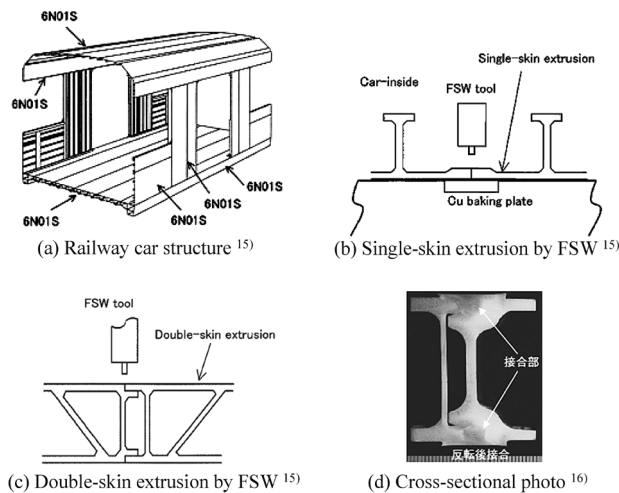 6N01S
6N01S
6N01S
6N01S
6N01S
6N01S
6N01S
(a) Railway car structure 15)
Single-skin extrusion
Car-inside
FSW tool
Cu baking plate
(b) Single-skin extrusion by FSW 15)
FSW tool
Double-skin extrusion
(c) Double-skin extrusion by FSW 15)
接合部
反転後接合
(d) Cross-sectional photo 16)